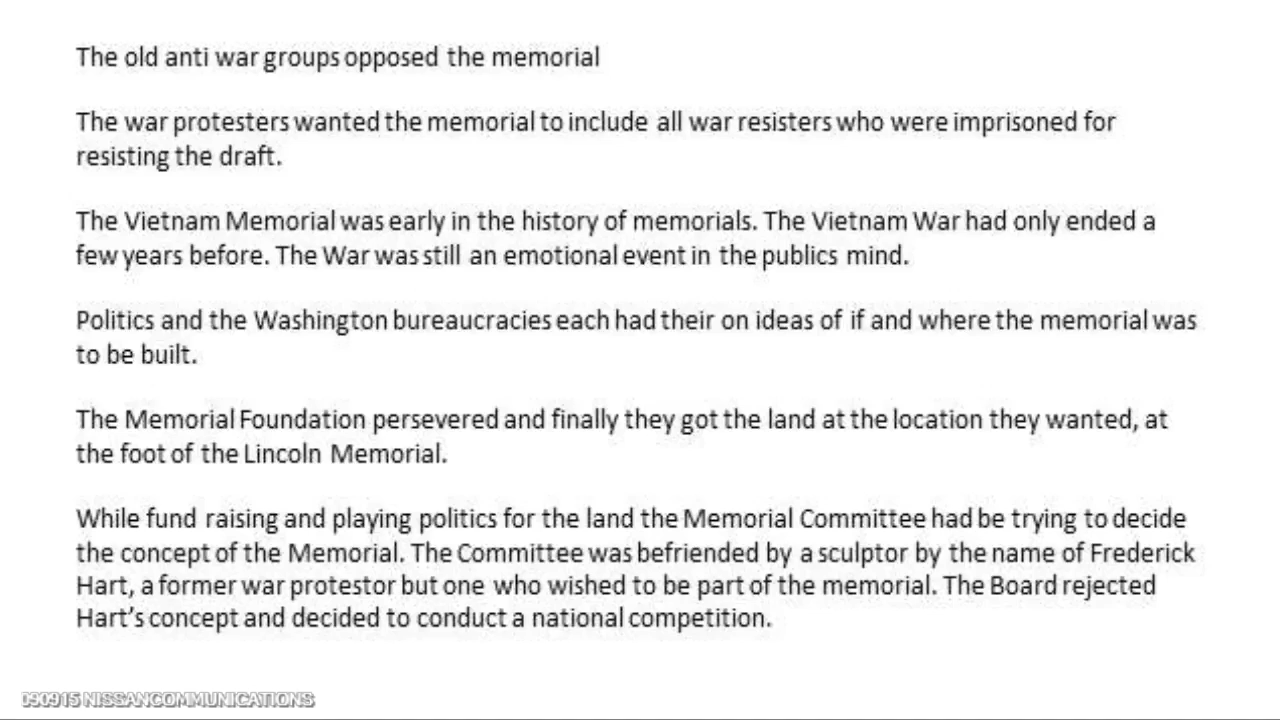 The old anti war groups opposed the memorial
The war protesters wanted the memorial to include all war resisters who were imprisoned for
resisting the draft.
The Vietnam Memorial was early in the history of memorials. The Vietnam War had only ended a
few years before. The War was still an emotional event in the publics mind.
Politics and the Washington bureaucracies each had their on ideas of if and where the memorial was
to be built.
The Memorial Foundation persevered and finally they got the land at the location they wanted, at
the foot of the Lincoln Memorial.
While fund raising and playing politics for the land the Memorial Committee had be trying to decide
the concept of the Memorial. The Committee was befriended by a sculptor by the name of Frederick
Hart, a former war protestor but one who wished to be part of the memorial. The Board rejected
Hart's concept and decided to conduct a national competition.
090915 NISSANCOMMUNICATIONS